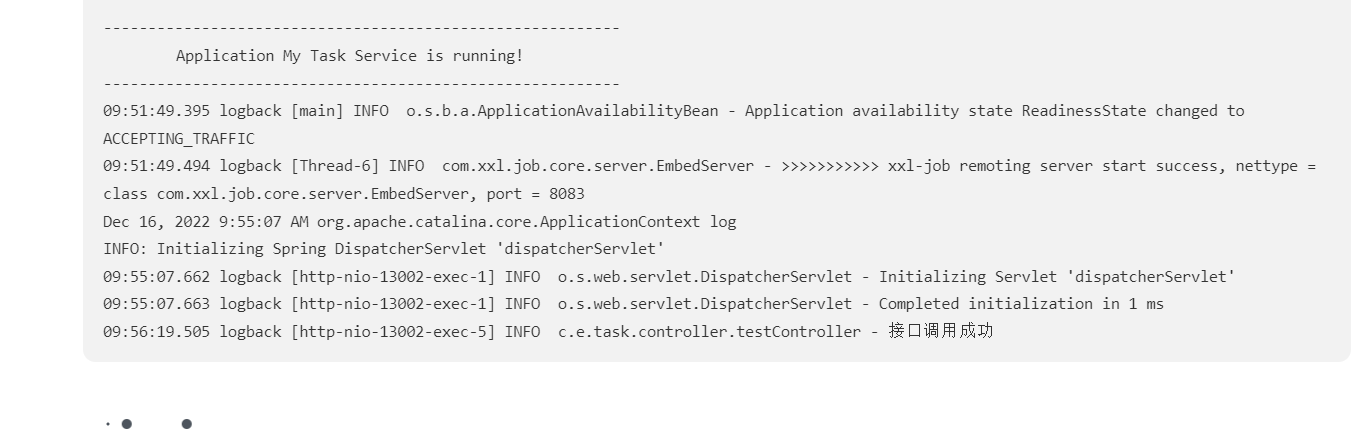 ----------------------------------------------------------
Application My Task Service is running!
----------------------------------------------------------
09:51:49.395 logback [main] INFO  o.s.b.a.ApplicationAvailabilityBean - Application availability state ReadinessState changed to
ACCEPTING_TRAFFIC
09:51:49.494 logback [Thread-6] INFO  com.xxl.job.core.server.EmbedServer - >>>>>>>>>>> xxl-job remoting server start success, nettype =
class com.xxl.job.core.server.EmbedServer, port = 8083
Dec 16, 2022 9:55:07 AM org.apache.catalina.core.ApplicationContext log
INFO: Initializing Spring DispatcherServlet 'dispatcherServlet'
09:55:07.662 logback [http-nio-13002-exec-1] INFO  o.s.web.servlet.DispatcherServlet - Initializing Servlet 'dispatcherServlet'
09:55:07.663 logback [http-nio-13002-exec-1] INFO  o.s.web.servlet.DispatcherServlet - Completed initialization in 1 ms
09:56:19.505 logback [http-nio-13002-exec-5] INFO  c.e.task.controller.testController - 接口调用成功